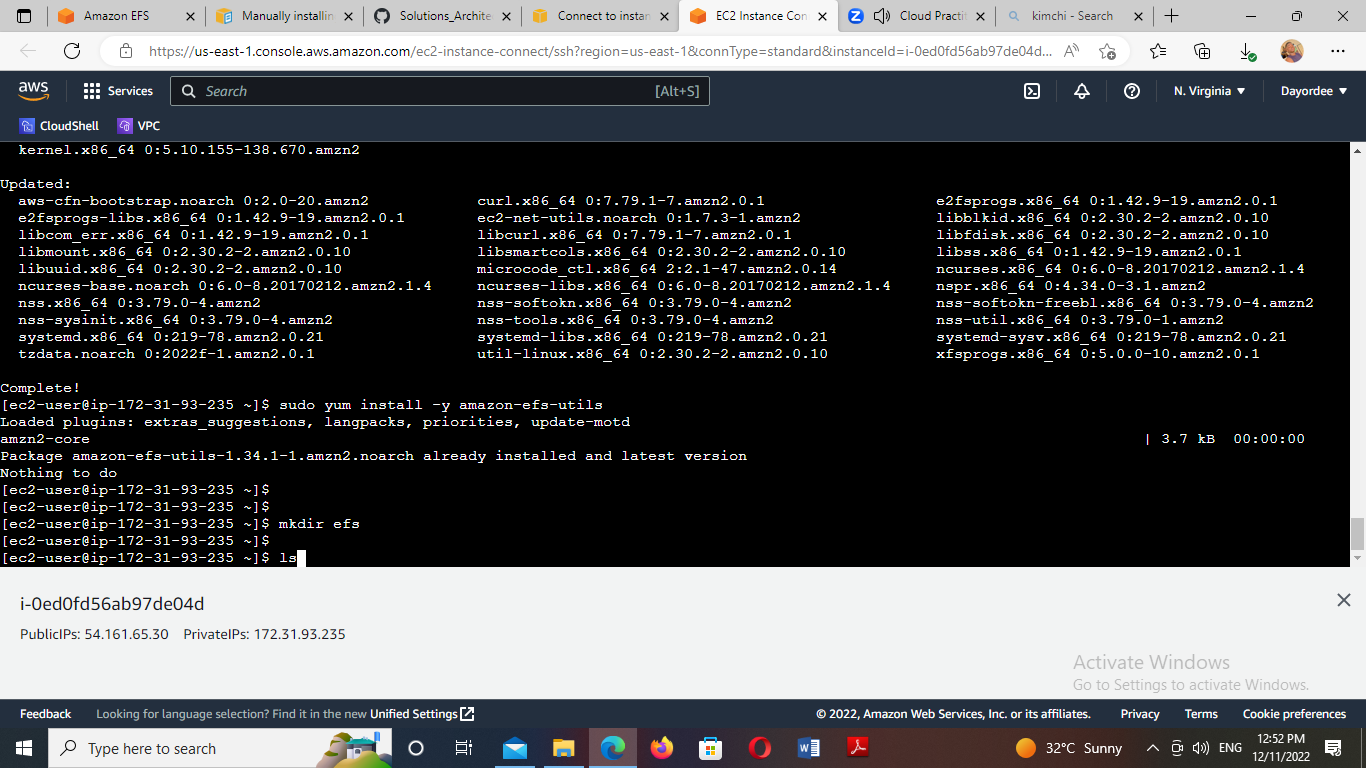 Amazon EFS
Manually installin
Solutions_Archite
Connect to instan
EC2 Instance Con
Cloud Practi
kimchi - Search
https://us-east-1.console.aws.amazon.com/ec2-instance-connect/ssh?region=us-east-1&connType=standard&instanceId=i-0ed0fd56ab97de04d...
aws
Services
Search
[Alt+S]
N. Virginia
Dayordee
CloudShell
VPC
kernel.x86_64 0:5.10.155-138.670.amzn2
Updated:
aws-cfn-bootstrap.noarch 0:2.0-20.amzn2 curl.x86_64 0:7.79.1-7.amzn2.0.1 e2fsprogs.x86_64 0:1.42.9-19.amzn2.0.1
e2fsprogs-libs.x86_64 0:1.42.9-19.amzn2.0.1 ec2-net-utils.noarch 0:1.7.3-1.amzn2 libblkid.x86_64 0:2.30.2-2.amzn2.0.10
libcom_err.x86_64 0:1.42.9-19.amzn2.0.1 libcurl.x86_64 0:7.79.1-7.amzn2.0.1 libfdisk.x86_64 0:2.30.2-2.amzn2.0.10
libmount.x86_64 0:2.30.2-2.amzn2.0.10 libsmartcols.x86_64 0:2.30.2-2.amzn2.0.10 libss.x86_64 0:1.42.9-19.amzn2.0.1
libuuid.x86_64 0:2.30.2-2.amzn2.0.10 microcode_ctl.x86_64 2:2.1-47.amzn2.0.14 ncurses.x86_64 0:6.0-8.20170212.amzn2.1.4
ncurses-base.noarch 0:6.0-8.20170212.amzn2.1.4 ncurses-libs.x86_64 0:6.0-8.20170212.amzn2.1.4 nspr.x86_64 0:4.34.0-3.1.amzn2
nss.x86_64 0:3.79.0-4.amzn2 nss-softokn.x86_64 0:3.79.0-4.amzn2 nss-softokn-freebl.x86_64 0:3.79.0-4.amzn2
nss-sysinit.x86_64 0:3.79.0-4.amzn2 nss-tools.x86_64 0:3.79.0-4.amzn2 nss-util.x86_64 0:3.79.0-1.amzn2
systemd.x86_64 0:219-78.amzn2.0.21 systemd-libs.x86_64 0:219-78.amzn2.0.21 systemd-sysv.x86_64 0:219-78.amzn2.0.21
tzdata.noarch 0:2022f-1.amzn2.0.1 util-linux.x86_64 0:2.30.2-2.amzn2.0.10 xfsprogs.x86_64 0:5.0.0-10.amzn2.0.1
Complete!
[ec2-user@ip-172-31-93-235 ~]$ sudo yum install -y amazon-efs-utils
Loaded plugins: extras_suggestions, langpacks, priorities, update-motd
amzn2-core | 3.7 kB 00:00:00
Package amazon-efs-utils-1.34.1-1.amzn2.noarch already installed and latest version
Nothing to do
[ec2-user@ip-172-31-93-235 ~]$
[ec2-user@ip-172-31-93-235 ~]$
[ec2-user@ip-172-31-93-235 ~]$ mkdir efs
[ec2-user@ip-172-31-93-235 ~]$
[ec2-user@ip-172-31-93-235 ~]$ ls
i-0ed0fd56ab97de04d
PublicIPs: 54.161.65.30 PrivateIPs: 172.31.93.235
Activate Windows
Go to Settings to activate Windows.
Feedback Looking for language selection? Find it in the new Unified Settings © 2022, Amazon Web Services, Inc. or its affiliates. Privacy Terms Cookie preferences
Type here to search
32°C Sunny
ENG
12:52 PM
12/11/2022